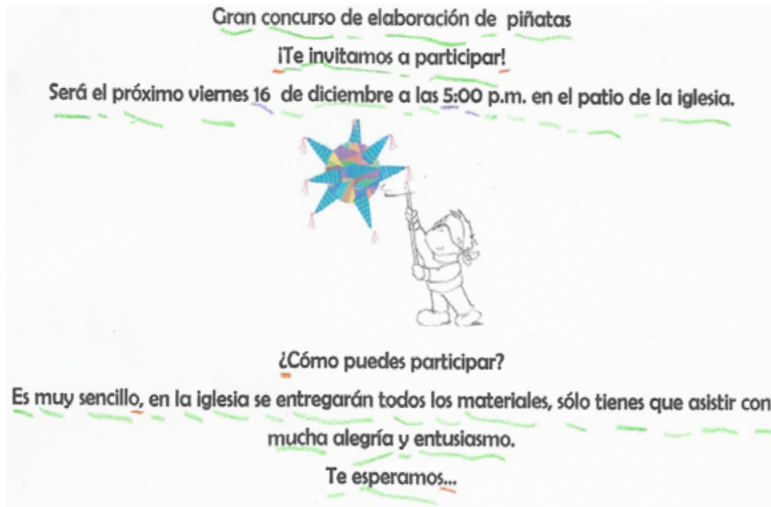 Gran concurso de elaboración de piñatas
¡Te invitamos a participar!
Será el próximo viernes 16 de diciembre a las 5:00 p.m. en el patio de la iglesia.
¿Cómo puedes participar?
Es muy sencillo, en la iglesia se entregarán todos los materiales, sólo tienes que asistir con
mucha alegría y entusiasmo.
Te esperamos...